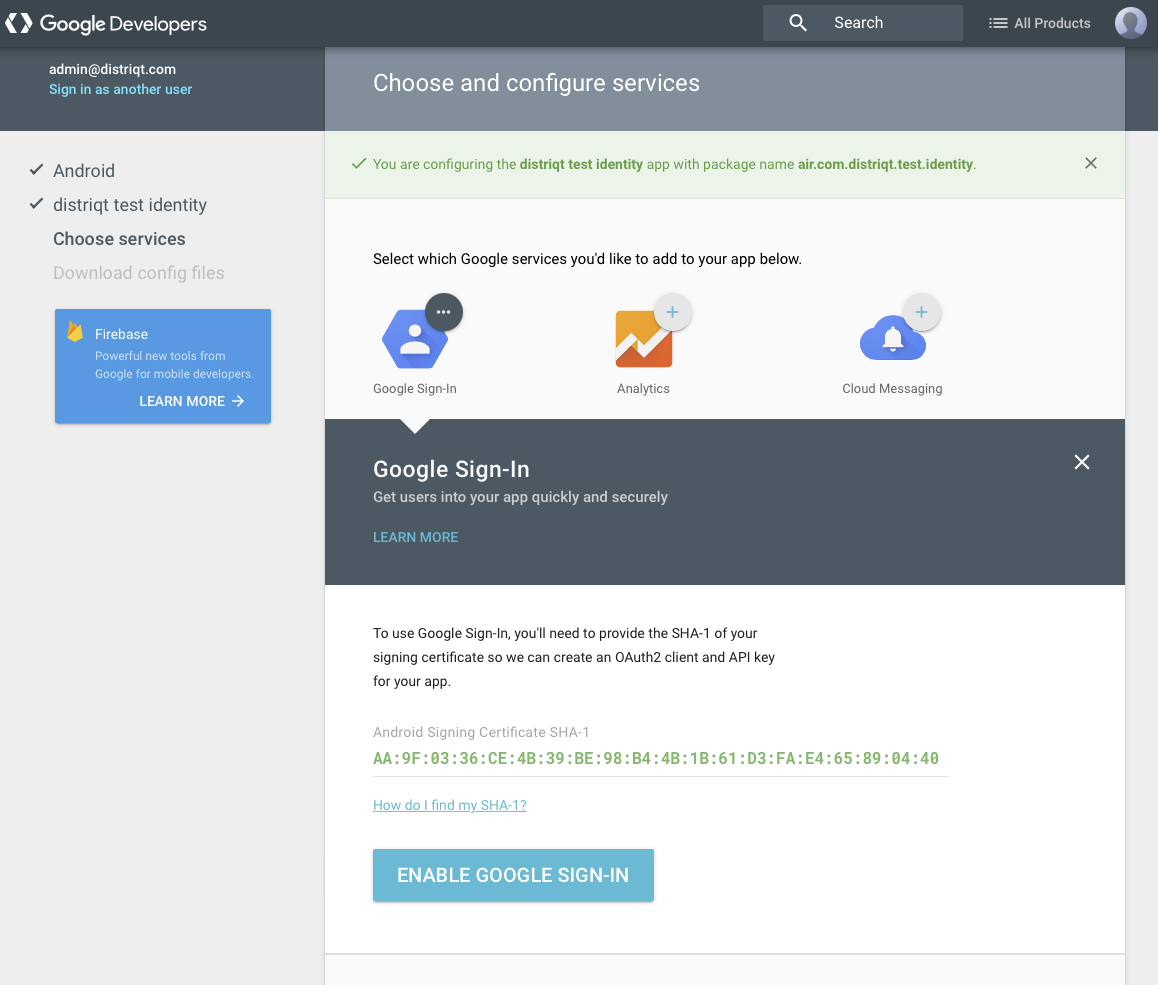 Google Developers
Search
All Products
admin@distriqt.com
Sign in as another user
Choose and configure services
Android
distriqt test identity
Choose services
Download config files
Firebase
Powerful new tools from
Google for mobile developers.
LEARN MORE
You are configuring the distriqt test identity app with package name air.com.distriqt.test.identity.
Select which Google services you'd like to add to your app below.
Google Sign-In
Analytics
Cloud Messaging
Google Sign-In
Get users into your app quickly and securely
LEARN MORE
To use Google Sign-In, you'll need to provide the SHA-1 of your
signing certificate so we can create an OAuth2 client and API key
for your app.
Android Signing Certificate SHA-1
AA:9F:03:36:CE:4B:39:BE:98:B4:4B:1B:61:D3:FA:E4:65:89:04:40
How do I find my SHA-1?
ENABLE GOOGLE SIGN-IN